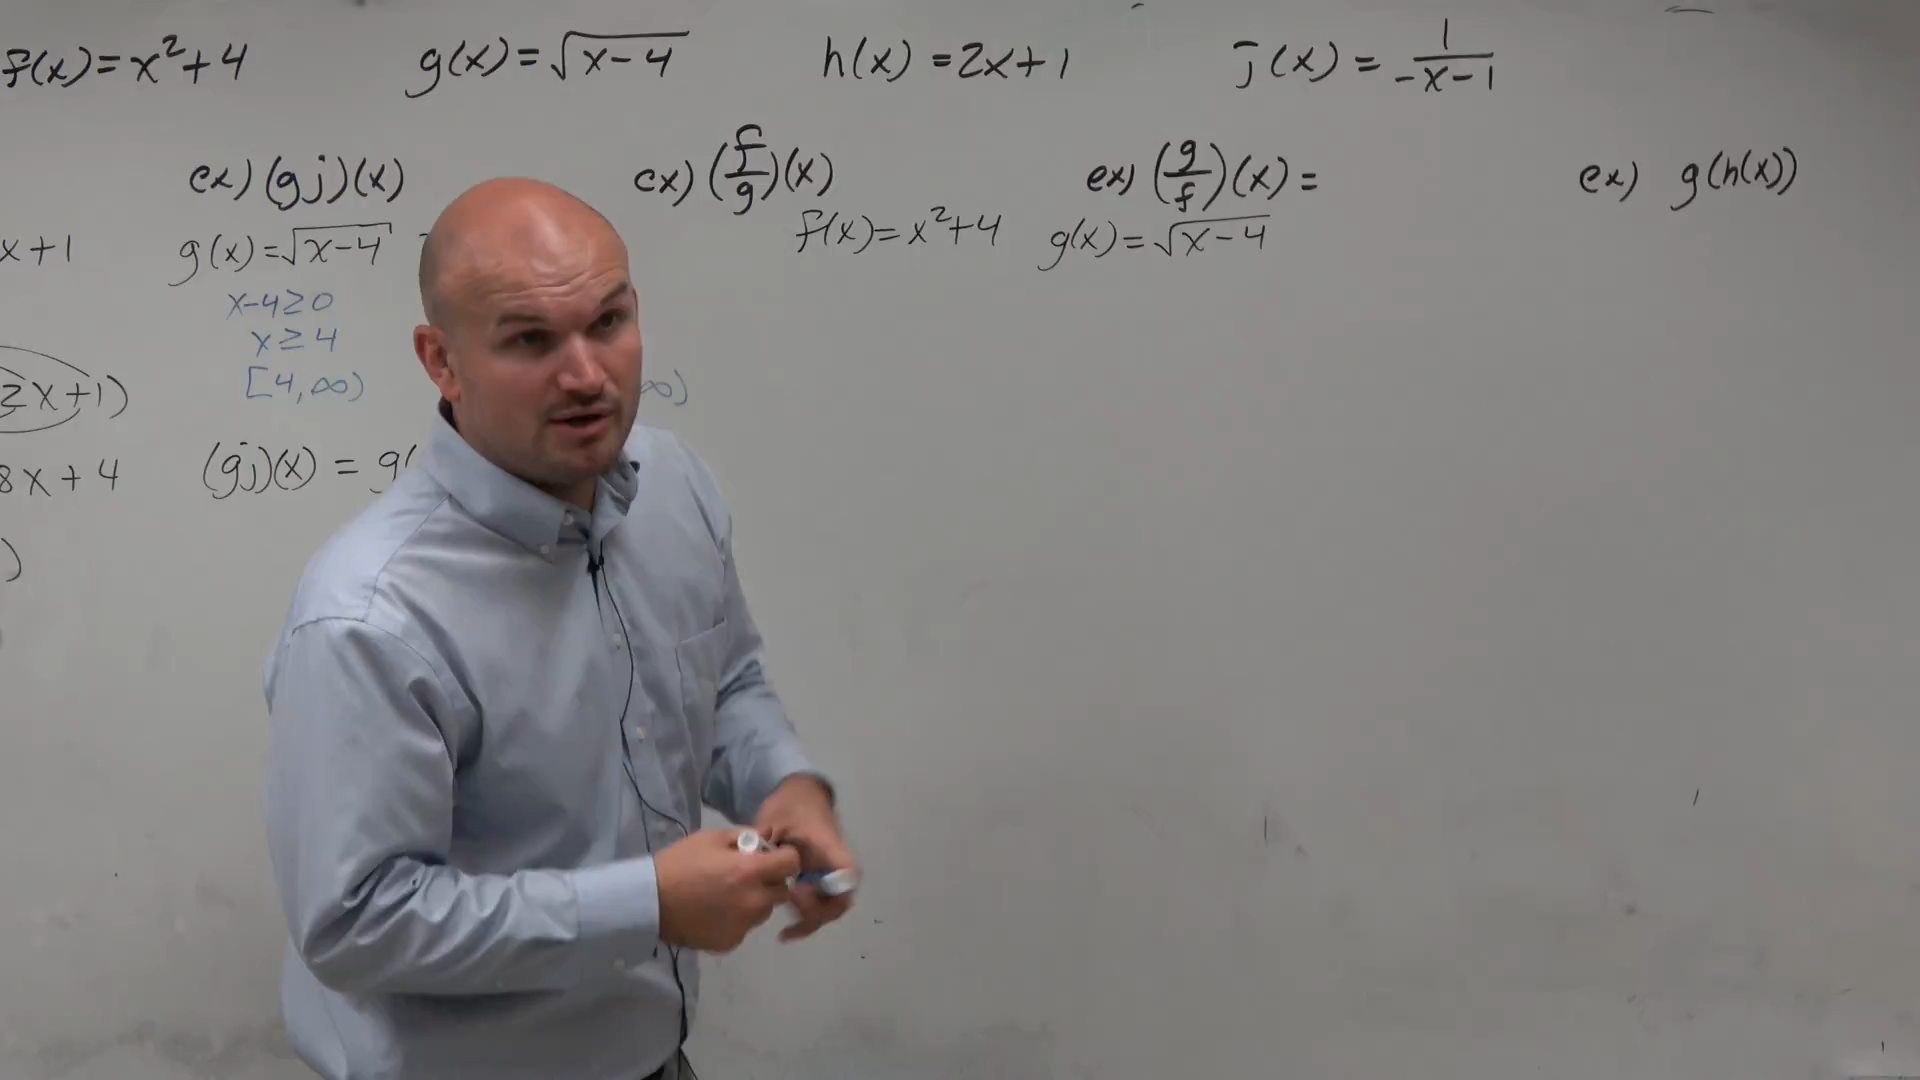 f(x)=x²+4 g(x)=√(x-4) h(x)=2x+1 j(x)=1/(-x-1)
ex) (gj)(x) ex) (f/g)(x) ex) (g/f)(x)= ex) g(h(x))
x+1 g(x)=√(x-4) f(x)=x²+4 g(x)=√(x-4)
x-4≥0
x≥4
2x+1) [4,∞) ∞)
8x+4 (gj)(x) = g(
)